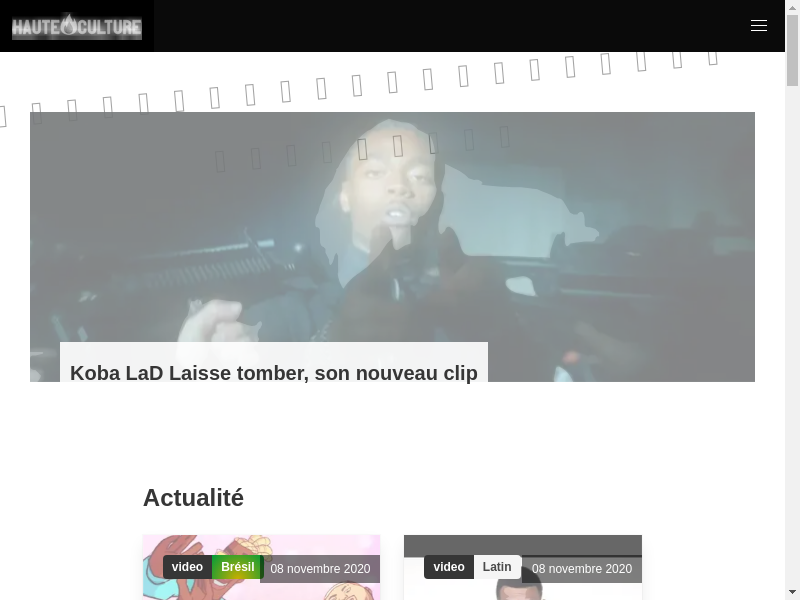 HAUTE CULTURE
Koba LaD Laisse tomber, son nouveau clip
Actualité
video Brésil 08 novembre 2020
video Latin 08 novembre 2020